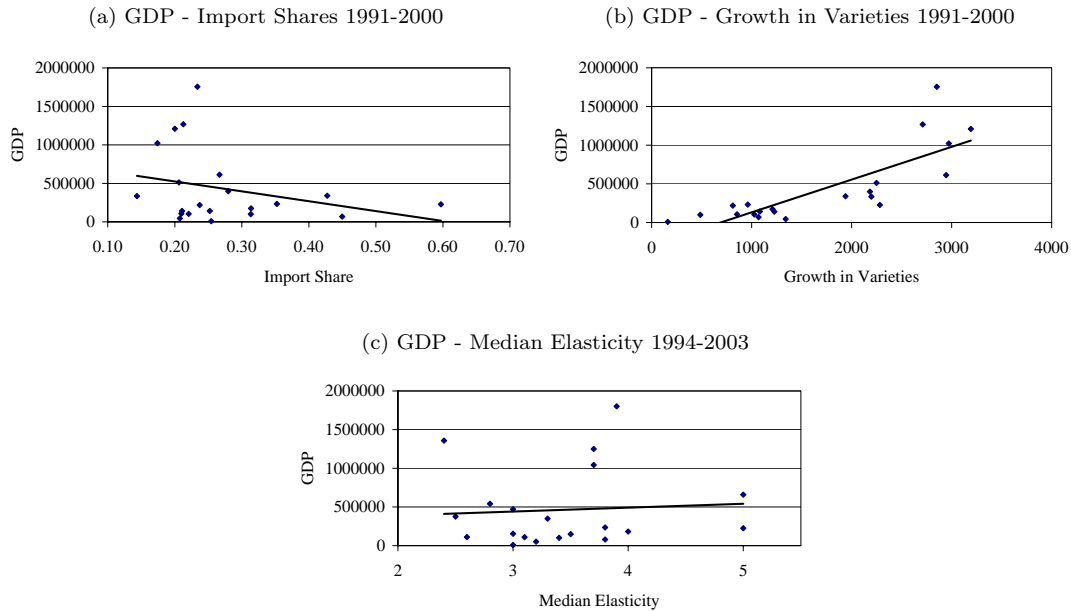 (a) GDP - Import Shares 1991-2000
2000000
1500000
1000000
500000
0
GDP
0.10 0.20 0.30 0.40 0.50 0.60 0.70
Import Share
(b) GDP - Growth in Varieties 1991-2000
2000000
1500000
1000000
500000
0
GDP
0 1000 2000 3000 4000
Growth in Varieties
(c) GDP - Median Elasticity 1994-2003
2000000
1500000
1000000
500000
0
GDP
2 3 4 5
Median Elasticity